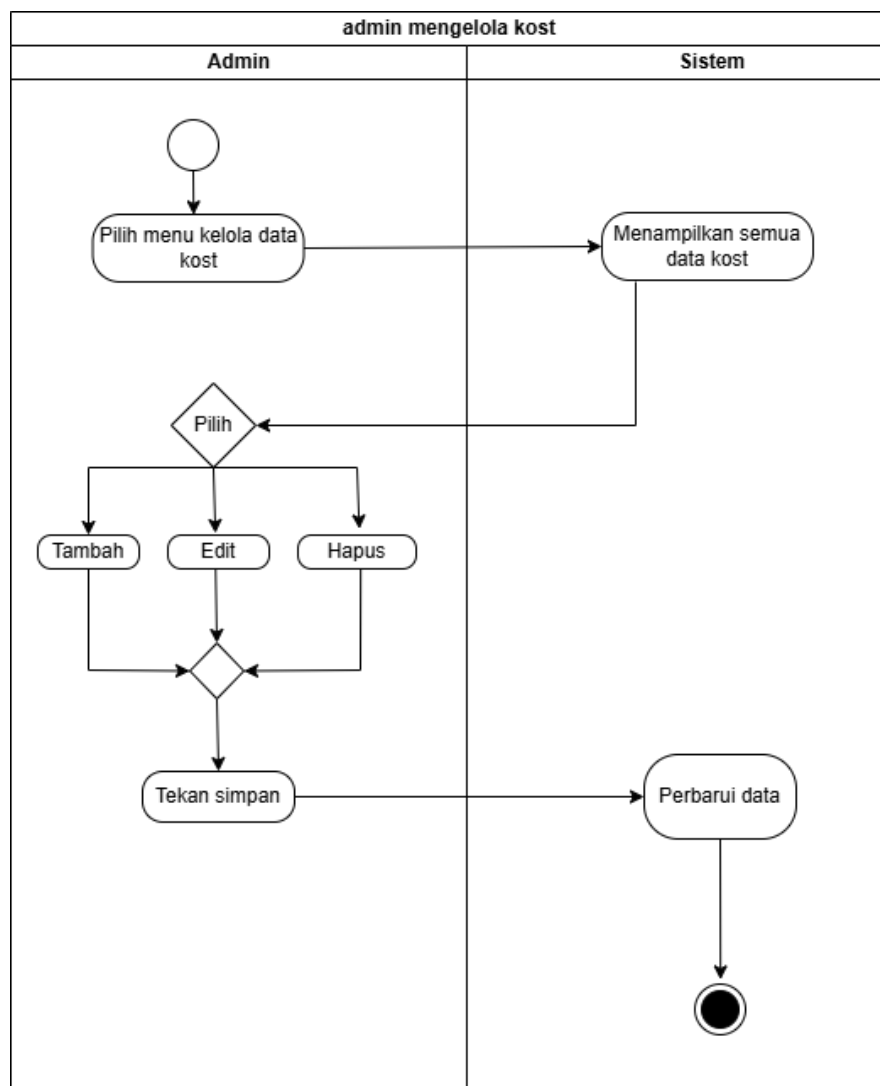 admin mengelola kost
Admin
Sistem
Pilih menu kelola data
kost
Menampilkan semua
data kost
Pilih
Tambah
Edit
Hapus
Tekan simpan
Perbarui data